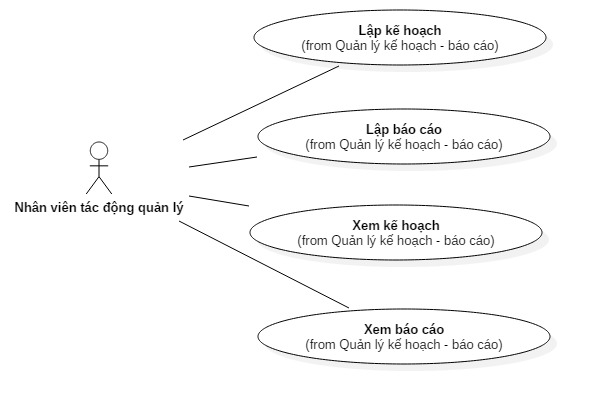 Lập kế hoạch
(from Quản lý kế hoạch - báo cáo)
Lập báo cáo
(from Quản lý kế hoạch - báo cáo)
Nhân viên tác động quản lý
Xem kế hoạch
(from Quản lý kế hoạch - báo cáo)
Xem báo cáo
(from Quản lý kế hoạch - báo cáo)